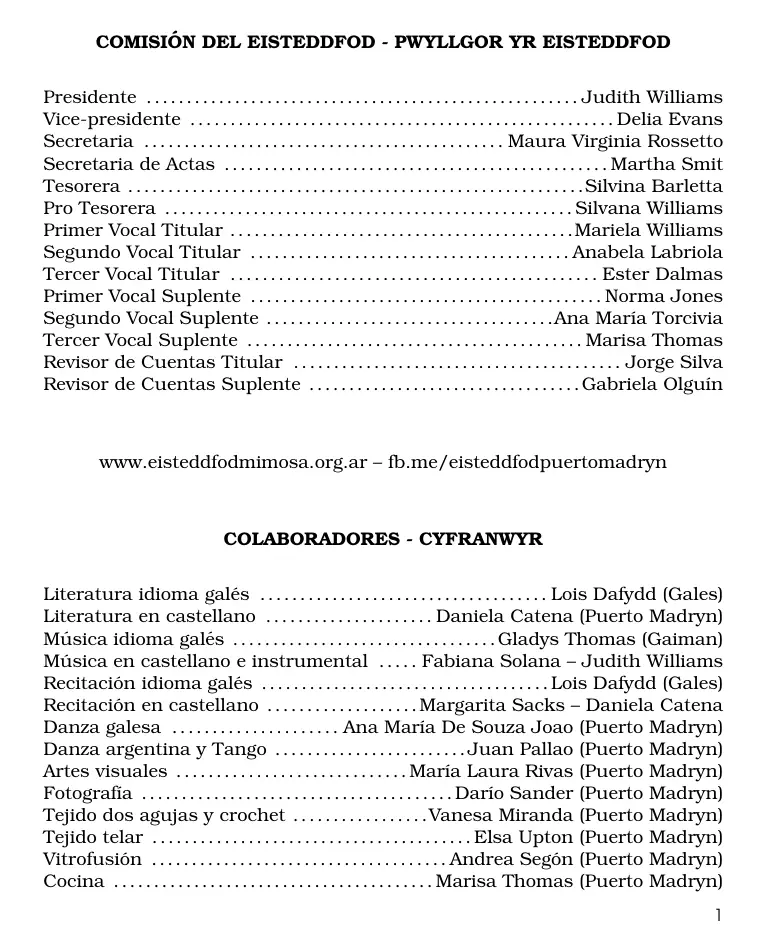 COMISIÓN DEL EISTEDDFOD - PWYLLGOR YR EISTEDDFOD
Presidente ........................................................ Judith Williams
Vice-presidente ........................................................ Delia Evans
Secretaria ............................................. Maura Virginia Rossetto
Secretaria de Actas ................................................ Martha Smit
Tesorera ......................................................... Silvina Barletta
Pro Tesorera ................................................... Silvana Williams
Primer Vocal Titular ........................................... Mariela Williams
Segundo Vocal Titular ........................................ Anabela Labriola
Tercer Vocal Titular .............................................. Ester Dalmas
Primer Vocal Suplente ............................................ Norma Jones
Segundo Vocal Suplente .................................... Ana María Torcivia
Tercer Vocal Suplente .......................................... Marisa Thomas
Revisor de Cuentas Titular ......................................... Jorge Silva
Revisor de Cuentas Suplente .................................. Gabriela Olguín
www.eisteddfodmimosa.org.ar – fb.me/eisteddfodpuertomadryn
COLABORADORES - CYFRANWYR
Literatura idioma galés .................................... Lois Dafydd (Gales)
Literatura en castellano ..................... Daniela Catena (Puerto Madryn)
Música idioma galés ................................. Gladys Thomas (Gaiman)
Música en castellano e instrumental ..... Fabiana Solana – Judith Williams
Recitación idioma galés .................................... Lois Dafydd (Gales)
Recitación en castellano ................... Margarita Sacks – Daniela Catena
Danza galesa ..................... Ana María De Souza Joao (Puerto Madryn)
Danza argentina y Tango ........................ Juan Pallao (Puerto Madryn)
Artes visuales ............................. María Laura Rivas (Puerto Madryn)
Fotografía ....................................... Darío Sander (Puerto Madryn)
Tejido dos agujas y crochet ................. Vanesa Miranda (Puerto Madryn)
Tejido telar ........................................ Elsa Upton (Puerto Madryn)
Vitrofusión ..................................... Andrea Segón (Puerto Madryn)
Cocina ........................................ Marisa Thomas (Puerto Madryn)
1